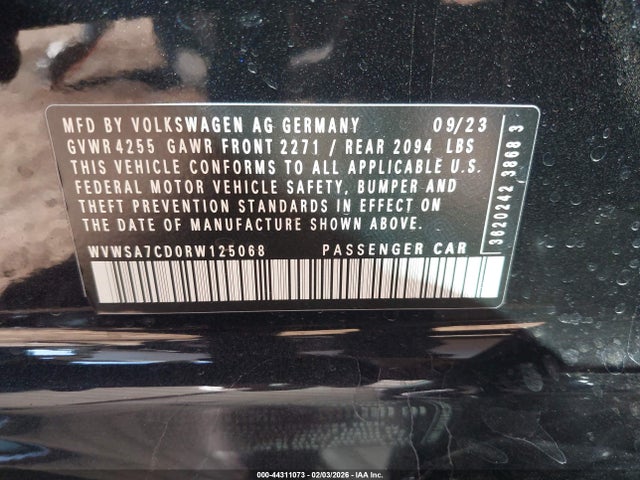 MFD BY VOLKSWAGEN AG GERMANY 09/23
GVWR 4255 GAWR FRONT 2271 / REAR 2094 LBS
THIS VEHICLE CONFORMS TO ALL APPLICABLE U.S.
FEDERAL MOTOR VEHICLE SAFETY, BUMPER AND
THEFT PREVENTION STANDARDS IN EFFECT ON
THE DATE OF MANUFACTURE SHOWN ABOVE.
WVWSA7CD0RW125068 PASSENGER CAR
3620242 3868 3
000-44311073 - 02/03/2026 - IAA Inc.